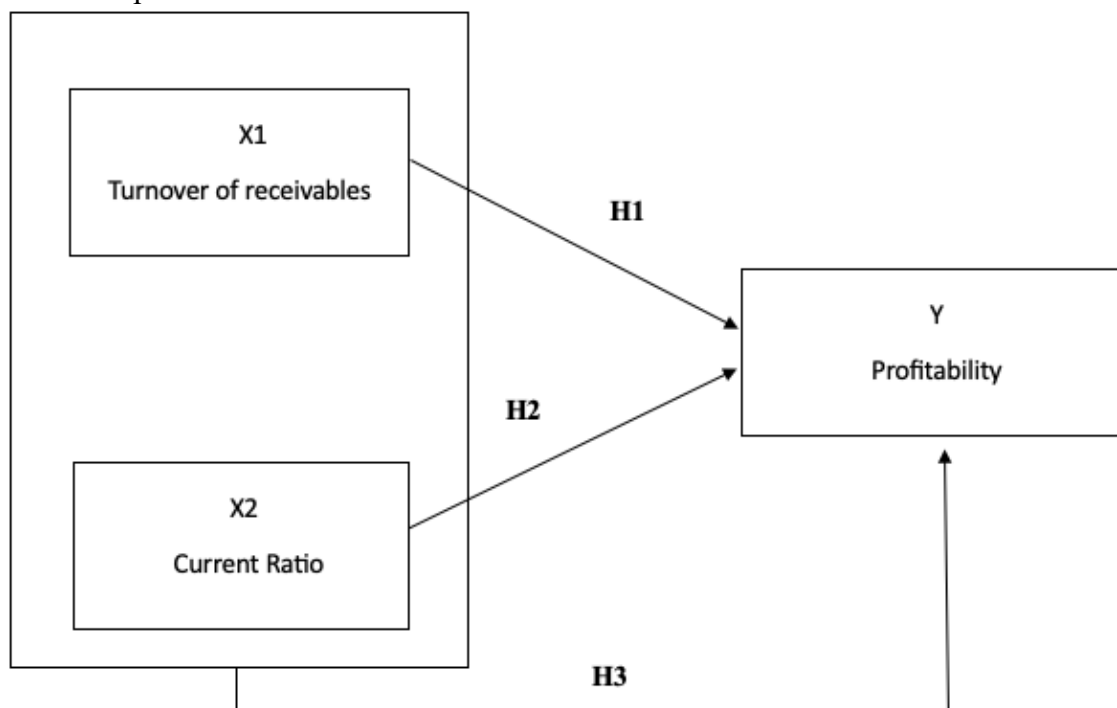 X1
Turnover of receivables
H1
Y
Profitability
H2
X2
Current Ratio
H3